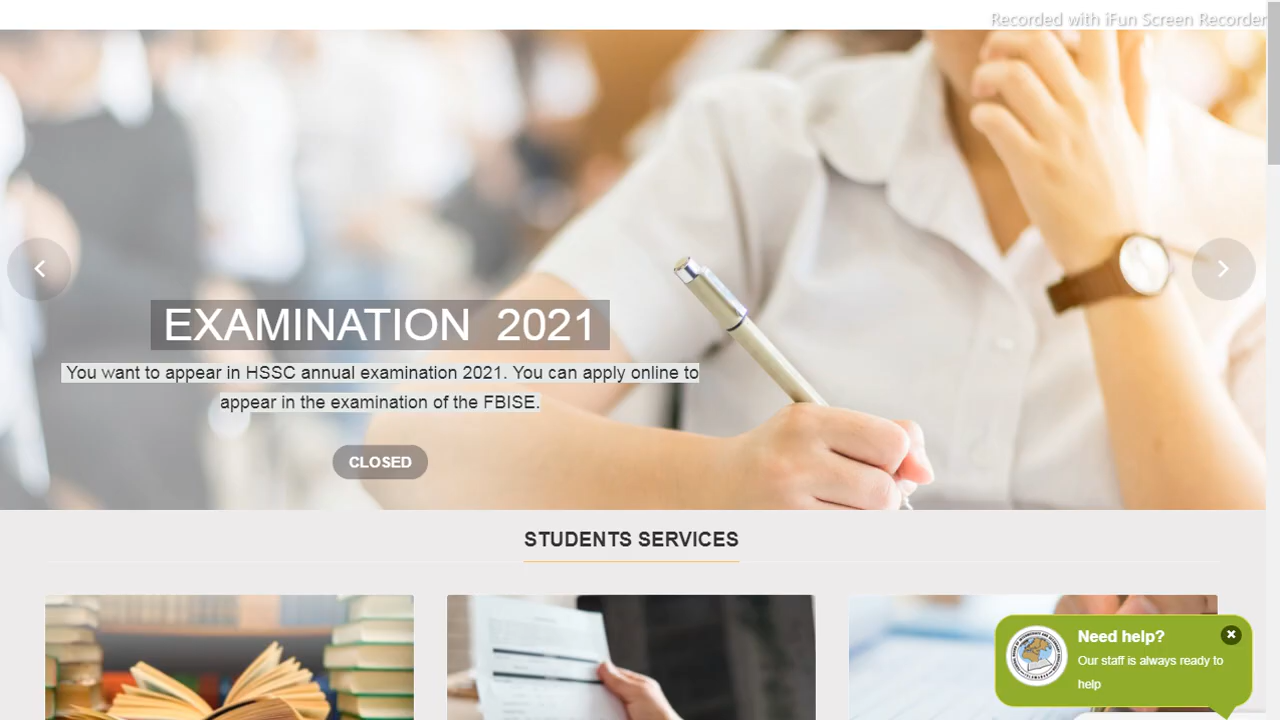 Recorded with iFun Screen Recorder
EXAMINATION 2021
You want to appear in HSSC annual examination 2021. You can apply online to
appear in the examination of the FBISE.
CLOSED
STUDENTS SERVICES
Need help?
Our staff is always ready to
help